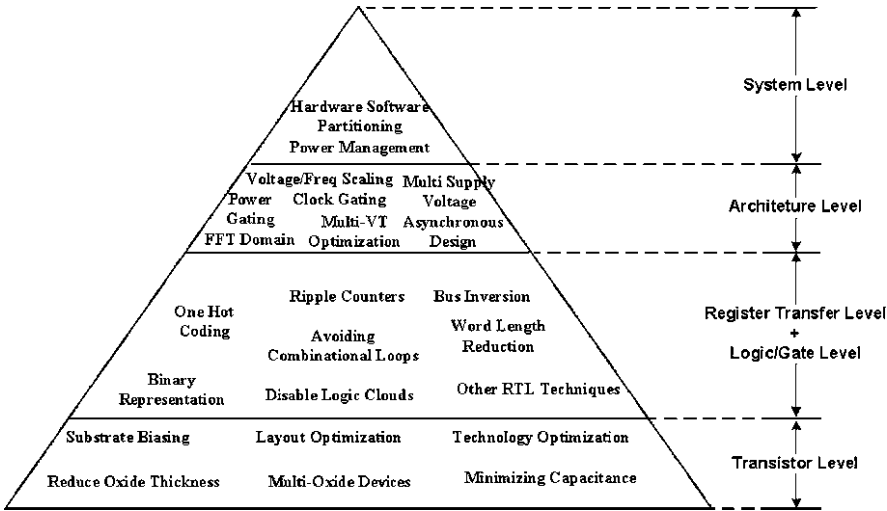 Hardware Software
Partitioning
Power Management
System Level
Voltage/Freq Scaling
Multi Supply
Voltage
Power
Gating
Clock Gating
Multi-VT
Optimization
Asynchronous
Design
FFT Domain
Architeture Level
One Hot
Coding
Ripple Counters
Bus Inversion
Avoiding
Combinational Loops
Word Length
Reduction
Binary
Representation
Disable Logic Clouds
Other RTL Techniques
Register Transfer Level
+
Logic/Gate Level
Substrate Biasing
Layout Optimization
Technology Optimization
Reduce Oxide Thickness
Multi-Oxide Devices
Minimizing Capacitance
Transistor Level